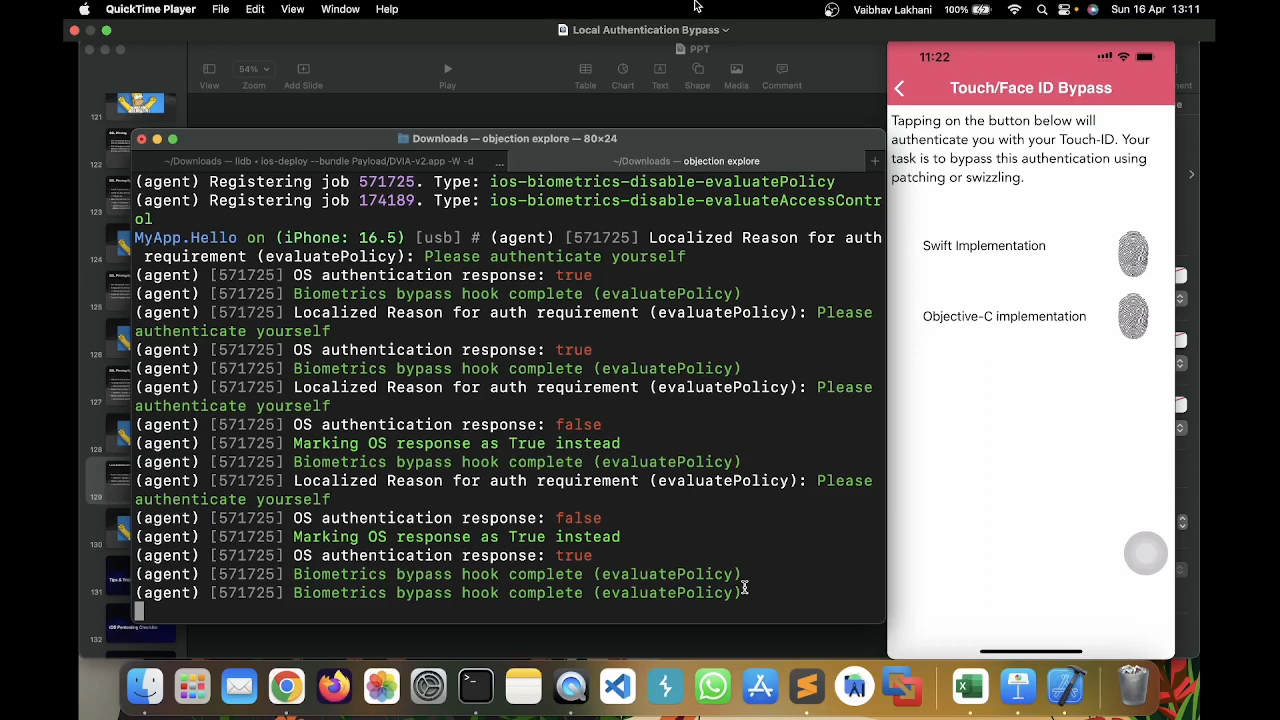 QuickTime Player File Edit View Window Help Vaibhav Lakhani 100% Sun 16 Apr 13:11
Local Authentication Bypass
PPT
54%
View Zoom Add Slide Play Table Chart Text Shape Media Comment
121
122
123
124
125
126
127
128
129
130
131
132
Tips & Tric
iOS Pentesting Checklist
Downloads — objection explore — 80×24
~/Downloads — lldb • ios-deploy --bundle Payload/DVIA-v2.app -W -d ...
~/Downloads — objection explore
(agent) Registering job 571725. Type: ios-biometrics-disable-evaluatePolicy
(agent) Registering job 174589. Type: ios-biometrics-disable-evaluateAccessContr
ol
MyApp.Hello on (iPhone: 16.5) [usb] # (agent) [571725] Localized Reason for auth
requirement (evaluatePolicy): Please authenticate yourself
(agent) [571725] OS authentication response: true
(agent) [571725] Biometrics bypass hook complete (evaluatePolicy)
(agent) [571725] Localized Reason for auth requirement (evaluatePolicy): Please
authenticate yourself
(agent) [571725] OS authentication response: true
(agent) [571725] Biometrics bypass hook complete (evaluatePolicy)
(agent) [571725] Localized Reason for auth requirement (evaluatePolicy): Please
authenticate yourself
(agent) [571725] OS authentication response: false
(agent) [571725] Marking OS response as True instead
(agent) [571725] Biometrics bypass hook complete (evaluatePolicy)
(agent) [571725] Localized Reason for auth requirement (evaluatePolicy): Please
authenticate yourself
(agent) [571725] OS authentication response: false
(agent) [571725] Marking OS response as True instead
(agent) [571725] OS authentication response: true
(agent) [571725] Biometrics bypass hook complete (evaluatePolicy)
(agent) [571725] Biometrics bypass hook complete (evaluatePolicy)
11:22
Touch/Face ID Bypass
Tapping on the button below will
authenticate you with your Touch-ID. Your
task is to bypass this authentication using
patching or swizzling.
Swift Implementation
Objective-C implementation